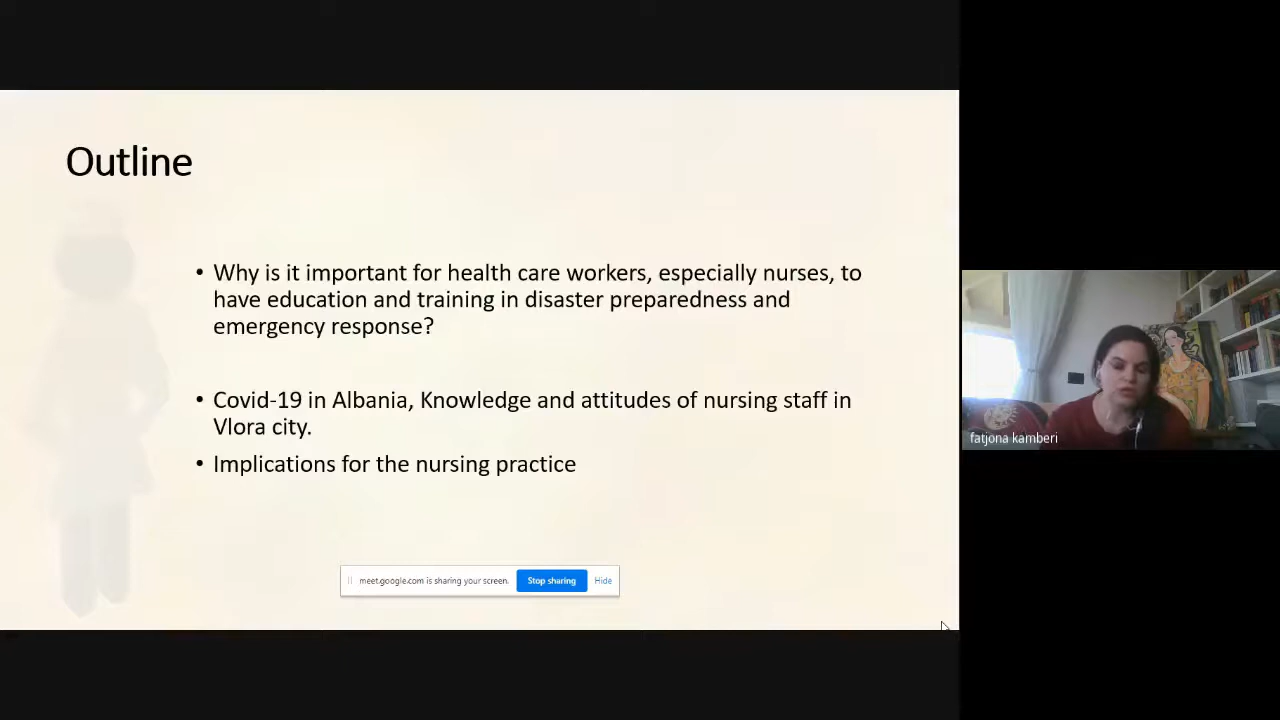 Outline
• Why is it important for health care workers, especially nurses, to
have education and training in disaster preparedness and
emergency response?
• Covid-19 in Albania, Knowledge and attitudes of nursing staff in
Vlora city.
• Implications for the nursing practice
meet.google.com is sharing your screen.
Stop sharing
Hide
fatjona kamberi